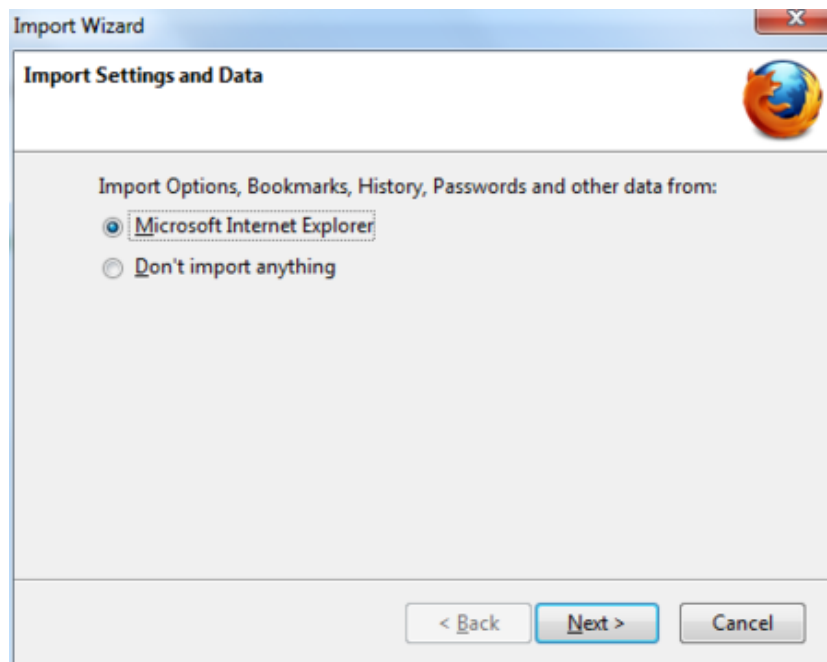 Import Wizard
Import Settings and Data
Import Options, Bookmarks, History, Passwords and other data from:
Microsoft Internet Explorer
Don't import anything
< Back Next > Cancel